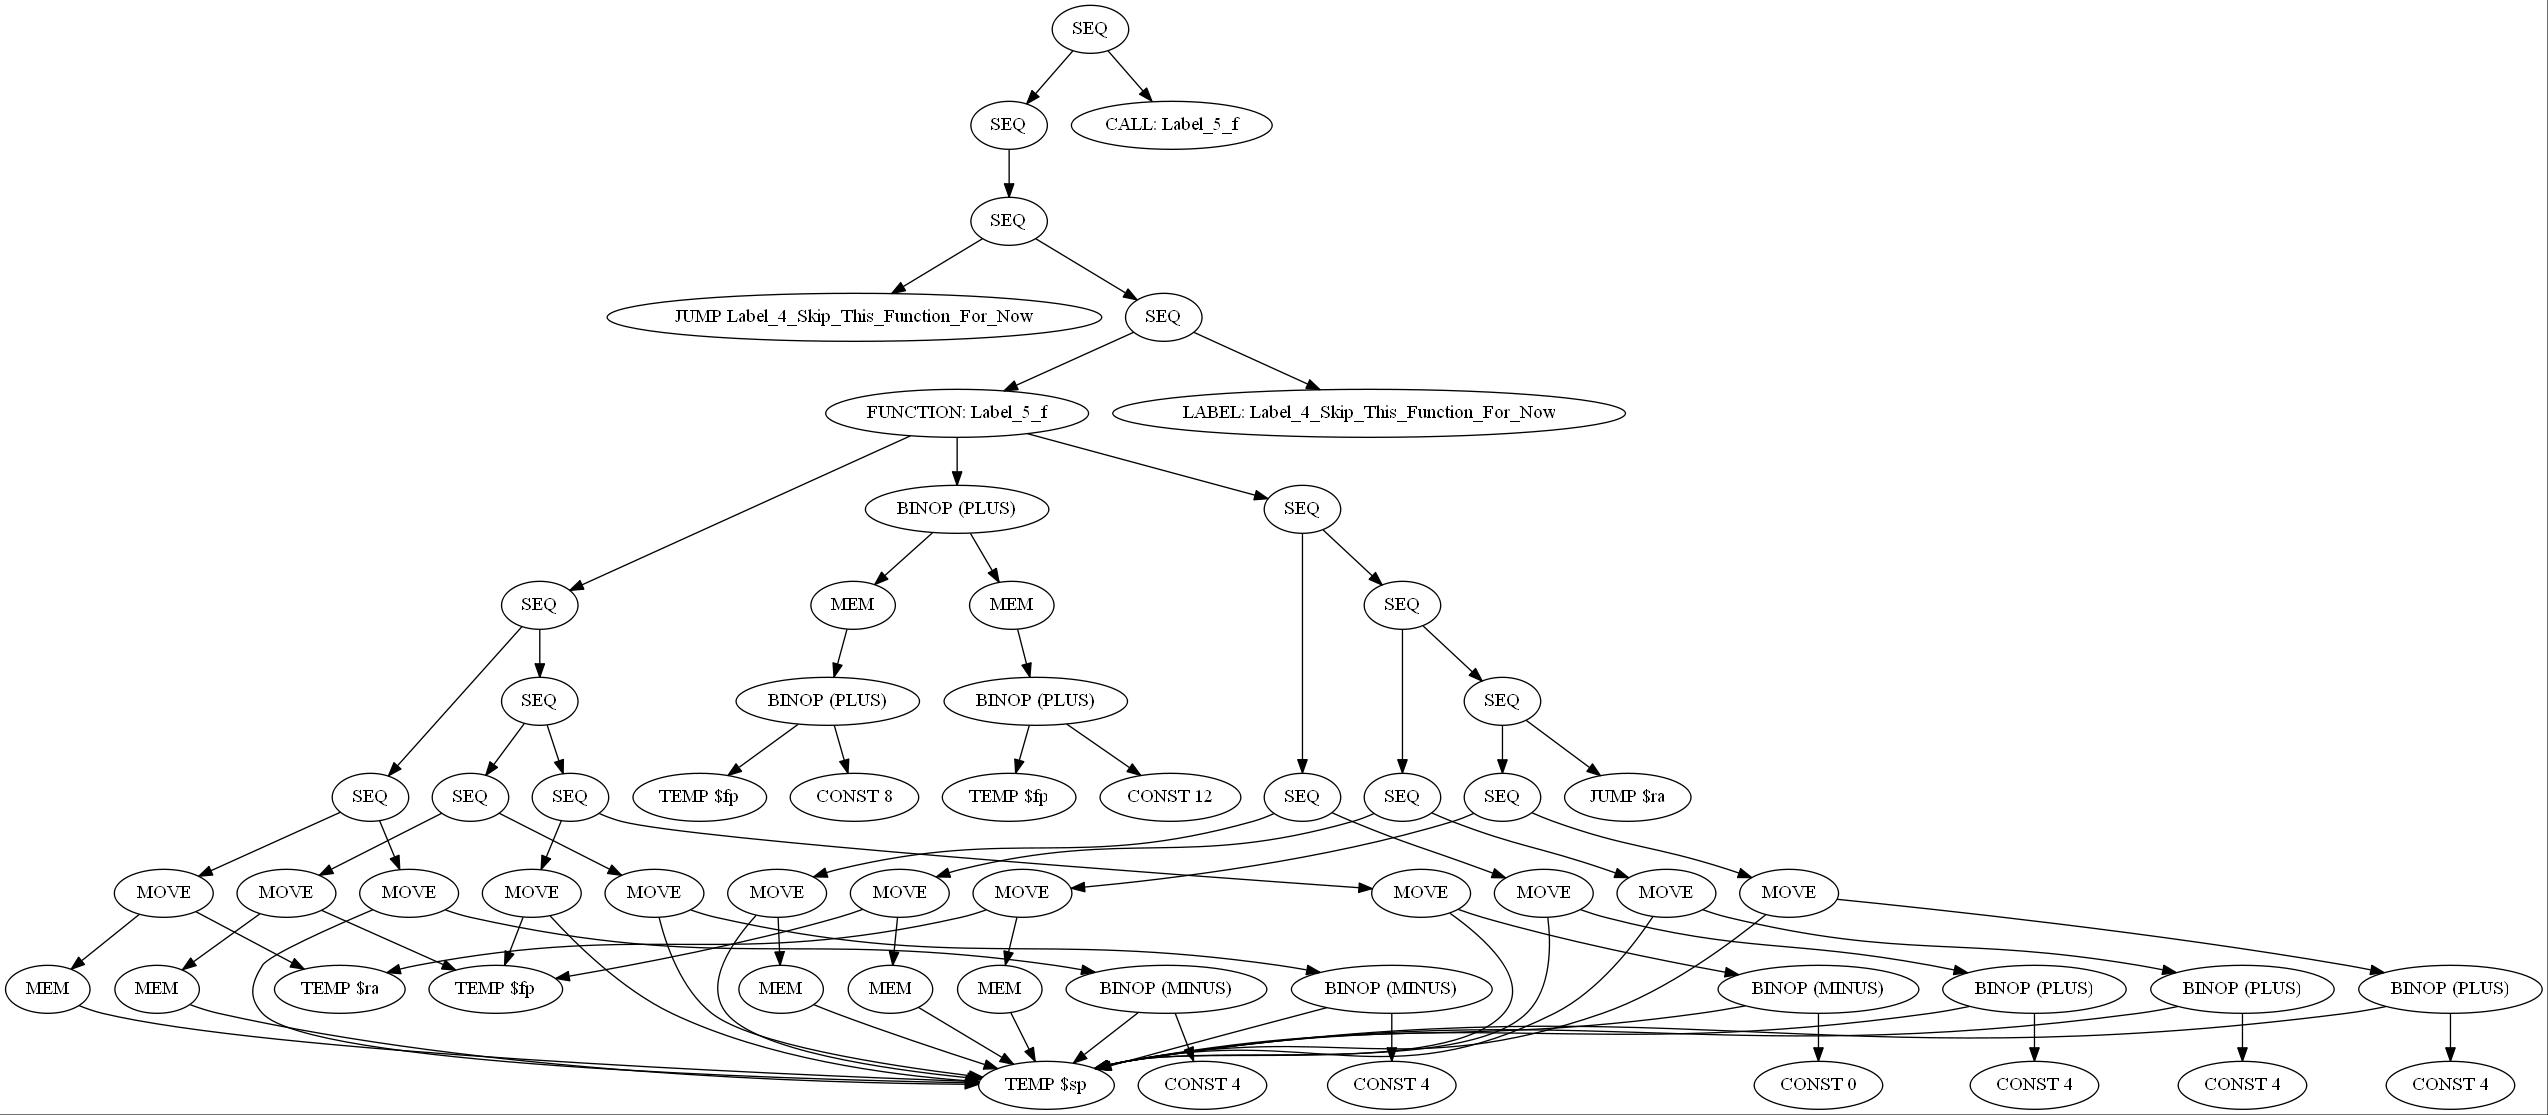 SEQ
SEQ
CALL: Label_5_f
SEQ
JUMP Label_4_Skip_This_Function_For_Now
SEQ
FUNCTION: Label_5_f
LABEL: Label_4_Skip_This_Function_For_Now
BINOP (PLUS)
SEQ
SEQ
MEM
MEM
SEQ
SEQ
BINOP (PLUS)
BINOP (PLUS)
SEQ
SEQ
SEQ
SEQ
TEMP $fp
CONST 8
TEMP $fp
CONST 12
SEQ
SEQ
SEQ
JUMP $ra
MOVE
MOVE
MOVE
MOVE
MOVE
MOVE
MOVE
MOVE
MOVE
MOVE
MOVE
MOVE
MEM
MEM
TEMP $ra
TEMP $fp
MEM
MEM
MEM
BINOP (MINUS)
BINOP (MINUS)
BINOP (MINUS)
BINOP (PLUS)
BINOP (PLUS)
BINOP (PLUS)
TEMP $sp
CONST 4
CONST 4
CONST 0
CONST 4
CONST 4
CONST 4